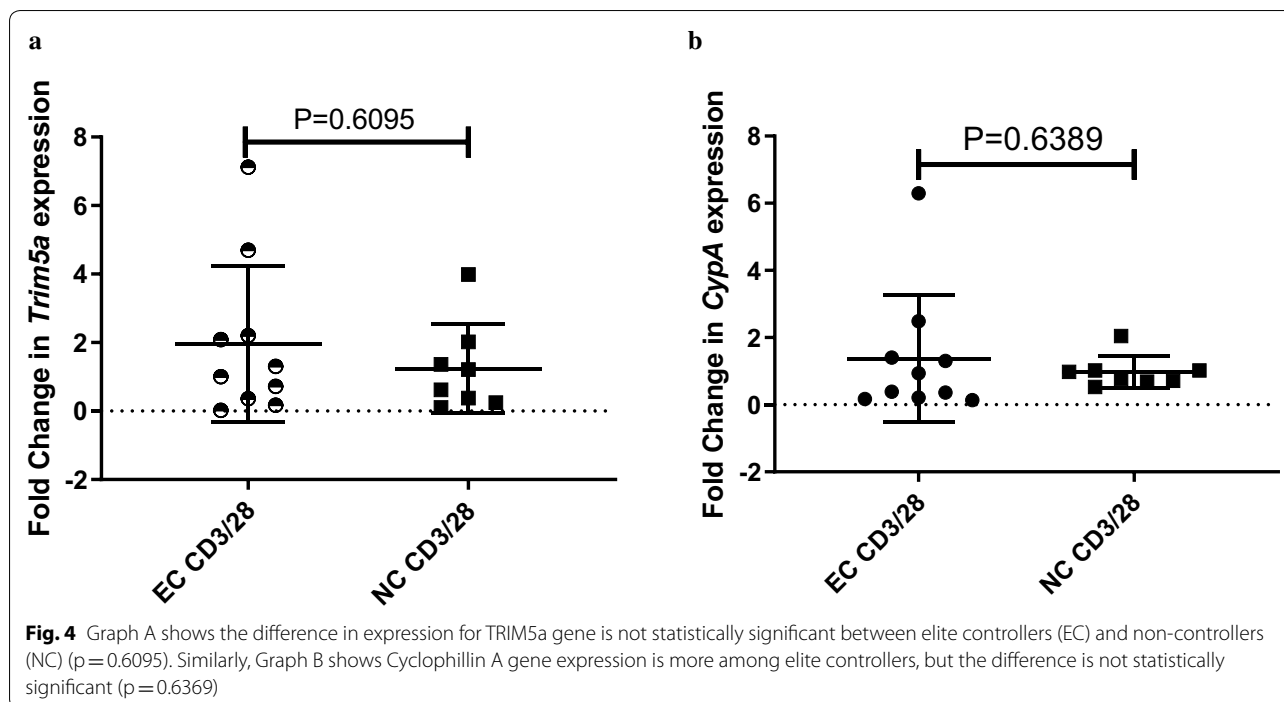 a
P=0.6095
Fold Change in Trim5a expression
8
6
4
2
0
-2
EC CD3/28
NC CD3/28
b
P=0.6389
Fold Change in CypA expression
8
6
4
2
0
-2
EC CD3/28
NC CD3/28
Fig. 4 Graph A shows the difference in expression for TRIM5a gene is not statistically significant between elite controllers (EC) and non-controllers
(NC) (p = 0.6095). Similarly, Graph B shows Cyclophillin A gene expression is more among elite controllers, but the difference is not statistically
significant (p = 0.6369)